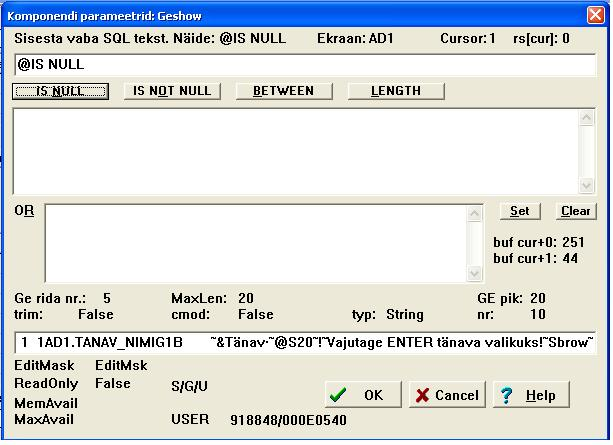 Komponendi parameetrid: Geshow
Sisesta vaba SQL tekst. Näide: @IS NULL Ekraan: AD1 Cursor: 1 rs[cur]: 0
@IS NULL
IS NULL IS NOT NULL BETWEEN LENGTH
OR Set Clear
buf cur+0: 251
buf cur+1: 44
Ge rida nr.: 5 MaxLen: 20 GE pik: 20
trim: False cmod: False typ: String nr: 10
1 1AD1.TANAV_NIMIG1B ~&Tänav·~@S20~!~Vajutage ENTER tänava valikuks!~Sbrow~
EditMask EditMsk
ReadOnly False S/G/U OK Cancel Help
MemAvail
MaxAvail USER 918848/000E0540